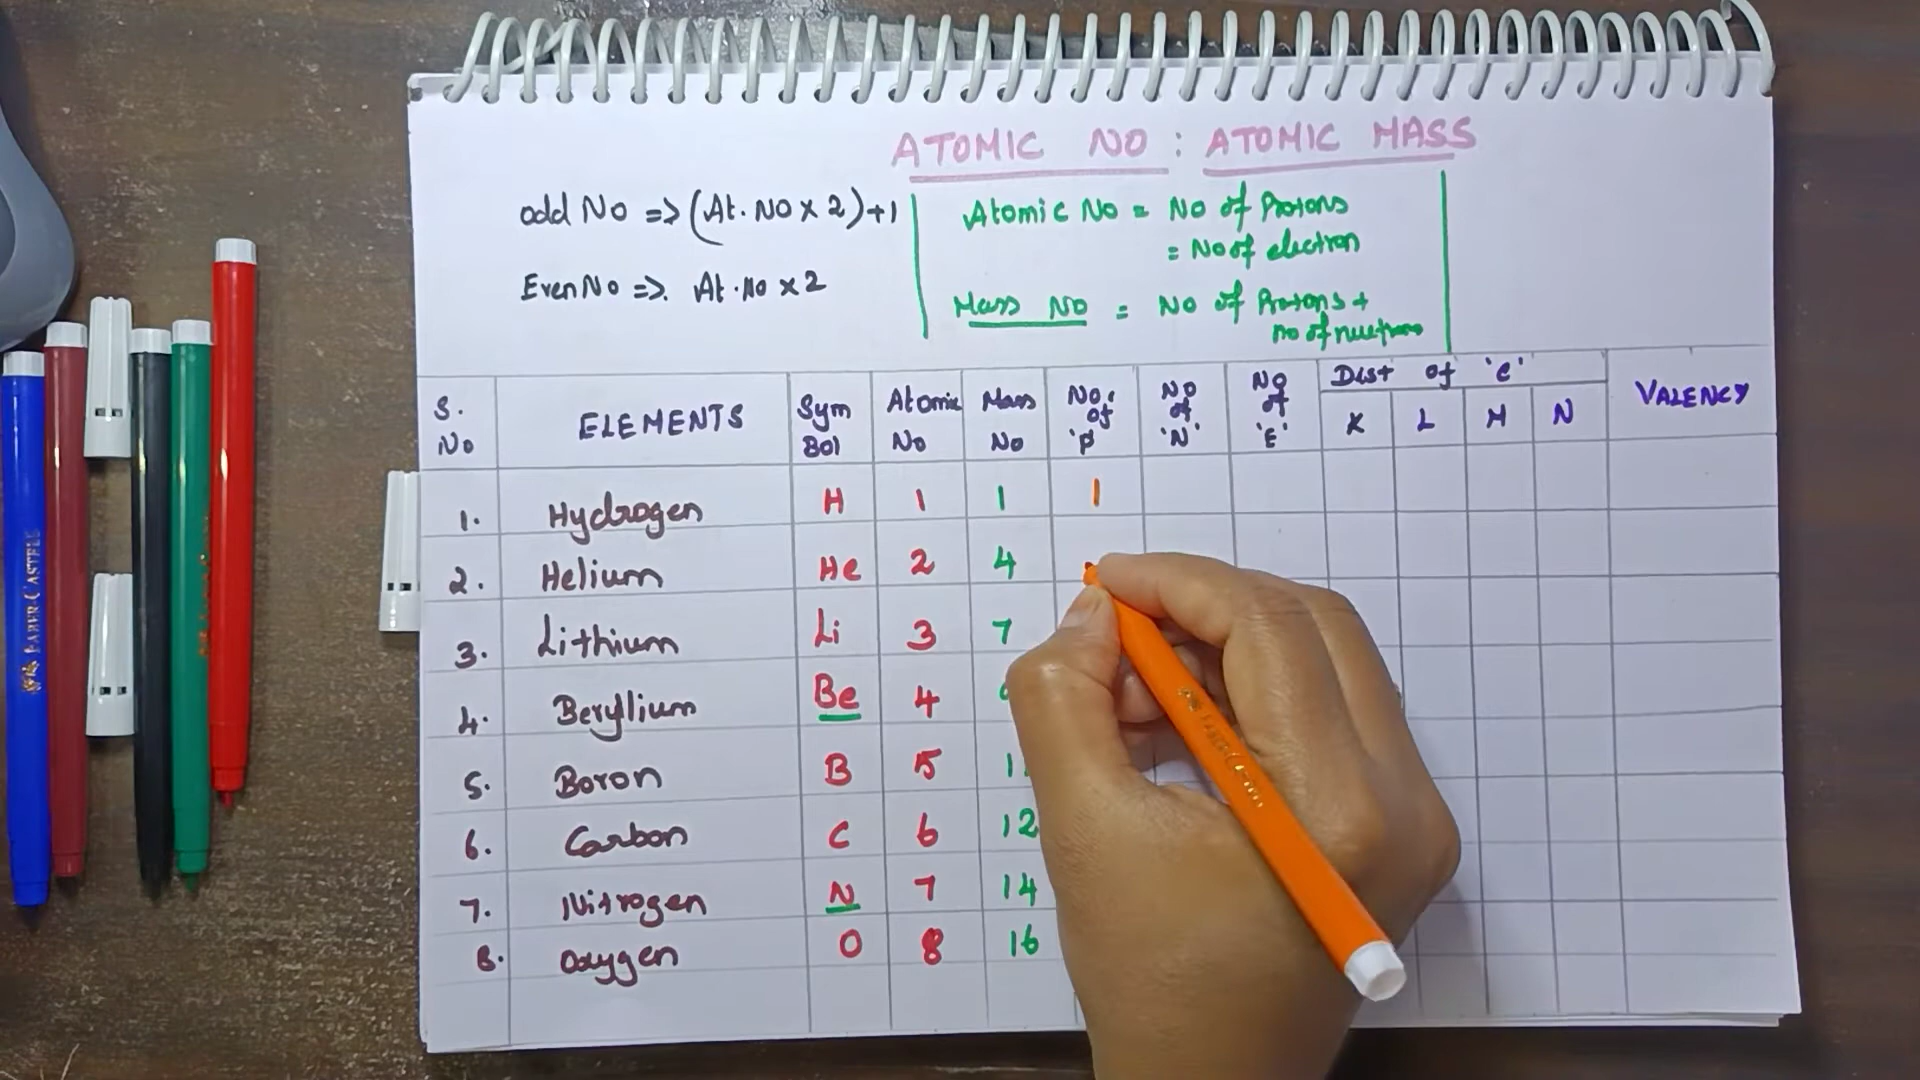 ATOMIC NO : ATOMIC MASS
odd No => (At. NO x 2)+1
Even No =>. At. No x 2
Atomic No = No of Protons
= No of electron
Mass No = No of Protons +
no of neutrons
S. No ELEMENTS Sym Bol Atomic No Mass No No. of 'P' NO of 'N' NO of 'E' Dist of 'e' K L M N VALENCY
1. Hydrogen H 1 1 1
2. Helium He 2 4
3. Lithium Li 3 7
4. Beryllium Be 4
5. Boron B 5
6. Carbon C 6 12
7. Nitrogen N 7 14
8. Oxygen O 8 16
FABER-CASTELL